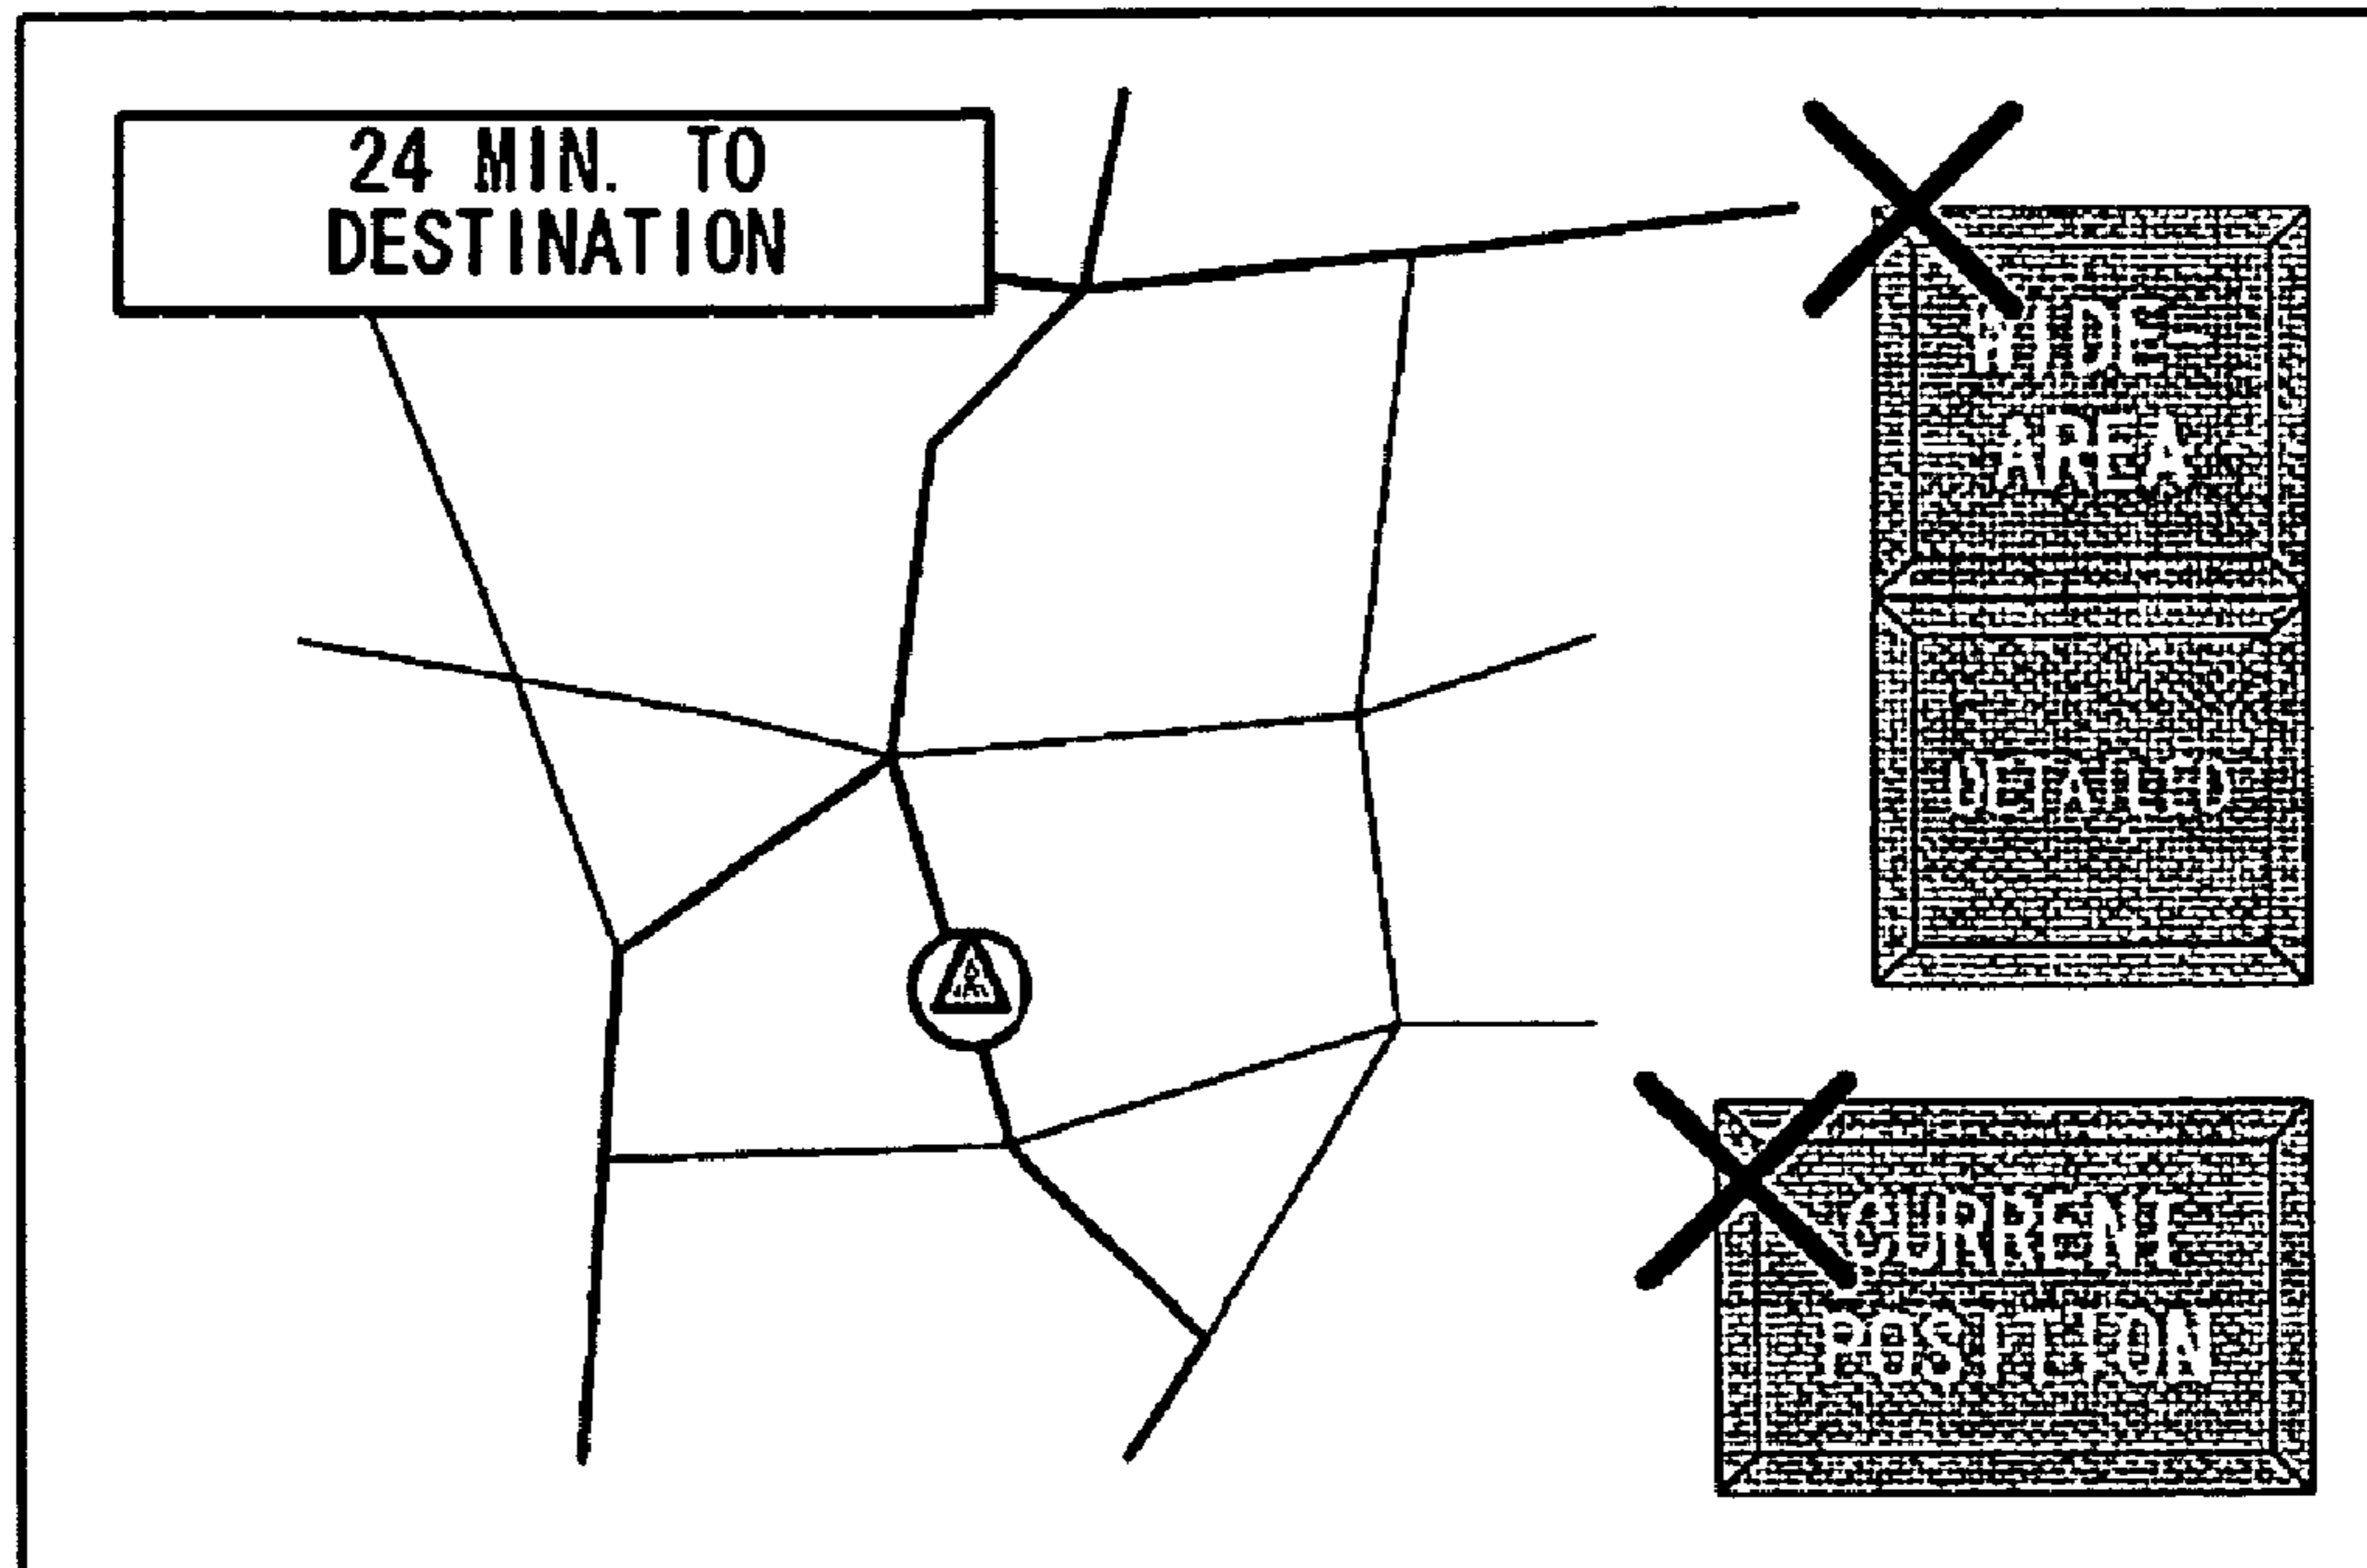 24 MIN. TO
DESTINATION
WIDE-
AREA
DETAILED
CURRENT
POSITION